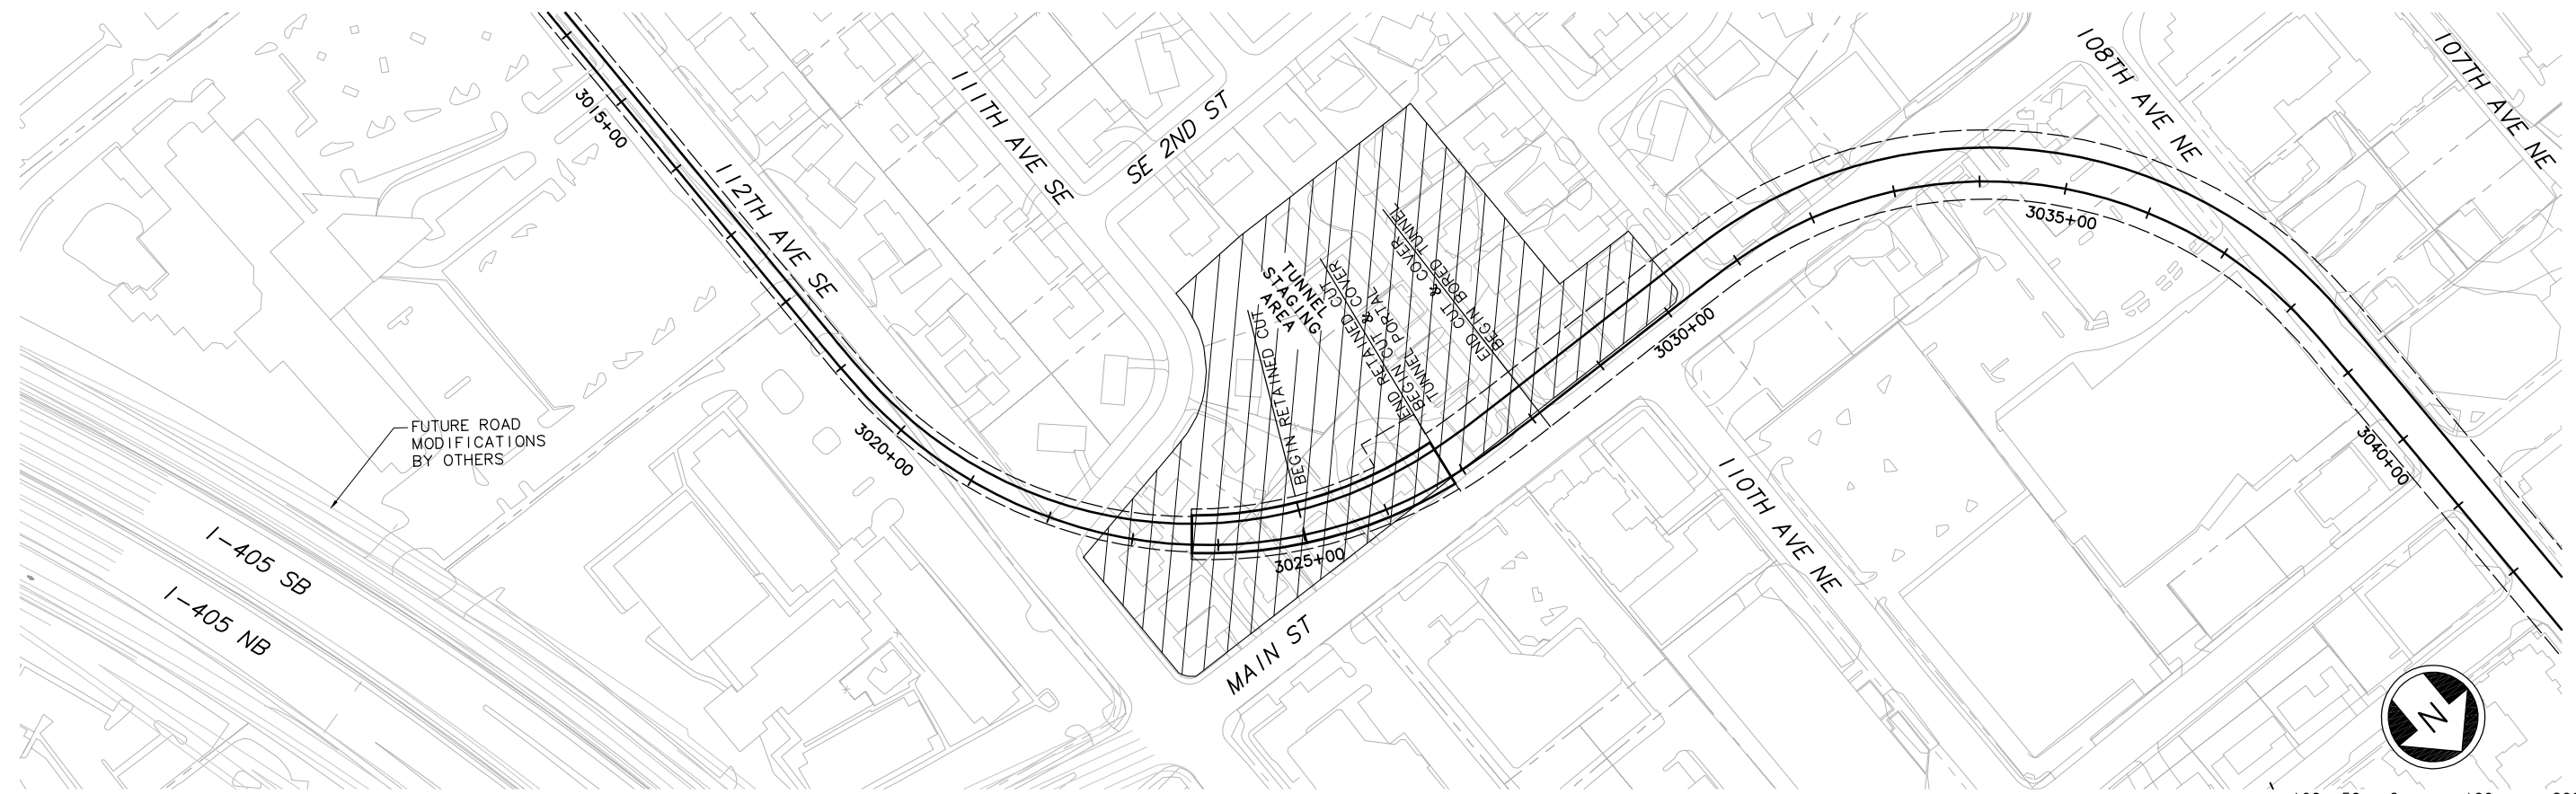 3015+00
112TH AVE SE
111TH AVE SE
SE 2ND ST
108TH AVE NE
107TH AVE NE
TUNNEL
STAGING
AREA
BEGIN RETAINED CUT
END RETAINED CUT
BEGIN CUT & COVER
TUNNEL PORTAL
END CUT & COVER
BEGIN BORED TUNNEL
3035+00
3030+00
3020+00
3025+00
3040+00
FUTURE ROAD
MODIFICATIONS
BY OTHERS
I-405 SB
I-405 NB
110TH AVE NE
MAIN ST
N